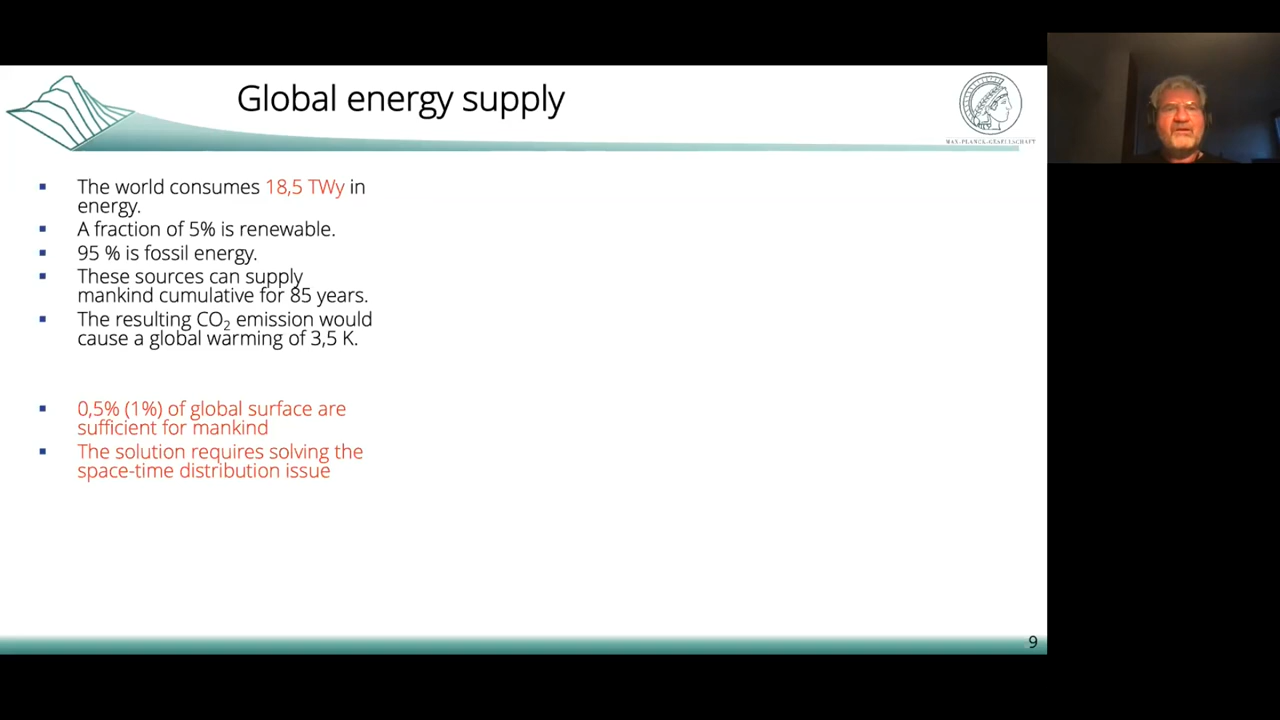 Global energy supply
MAX-PLANCK-GESELLSCHAFT
▪ The world consumes 18,5 TWy in
energy.
▪ A fraction of 5% is renewable.
▪ 95 % is fossil energy.
▪ These sources can supply
mankind cumulative for 85 years.
▪ The resulting CO₂ emission would
cause a global warming of 3,5 K.
▪ 0,5% (1%) of global surface are
sufficient for mankind
▪ The solution requires solving the
space-time distribution issue
9